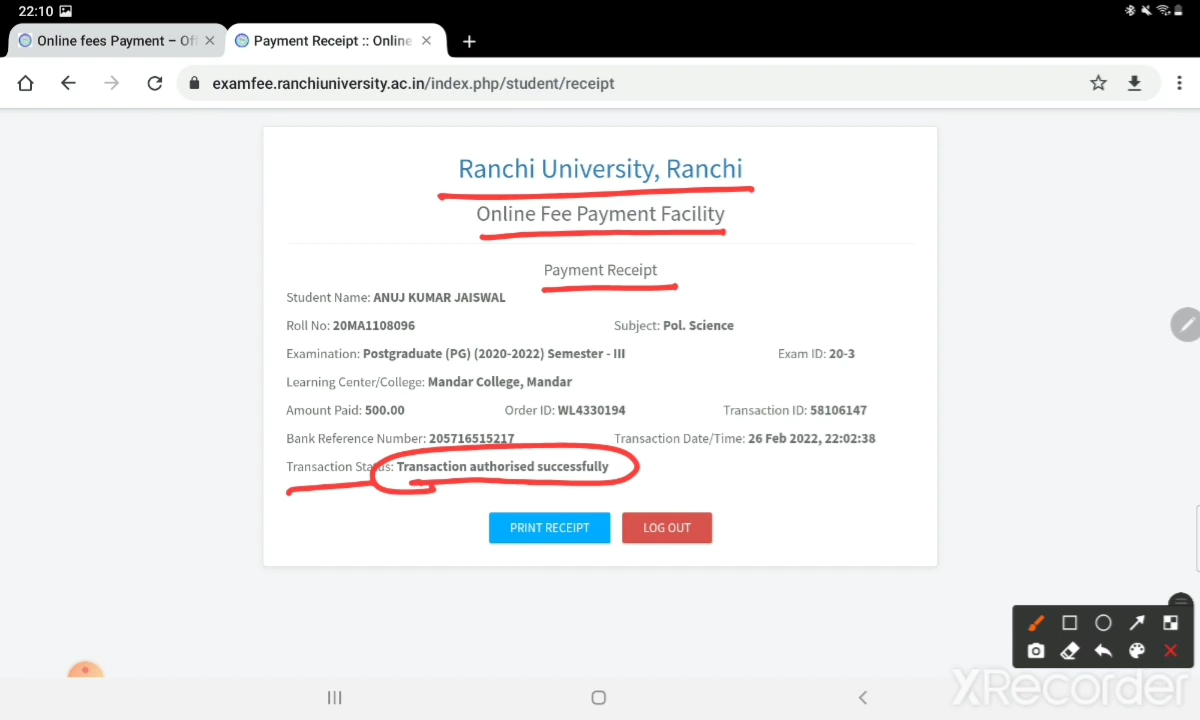 22:10
Online fees Payment – Of
Payment Receipt :: Online
examfee.ranchiuniversity.ac.in/index.php/student/receipt
Ranchi University, Ranchi
Online Fee Payment Facility
Payment Receipt
Student Name: ANUJ KUMAR JAISWAL
Roll No: 20MA1108096 Subject: Pol. Science
Examination: Postgraduate (PG) (2020-2022) Semester - III Exam ID: 20-3
Learning Center/College: Mandar College, Mandar
Amount Paid: 500.00 Order ID: WL4330194 Transaction ID: 58106147
Bank Reference Number: 205716515217 Transaction Date/Time: 26 Feb 2022, 22:02:38
Transaction Status: Transaction authorised successfully
PRINT RECEIPT LOG OUT
XRecorder